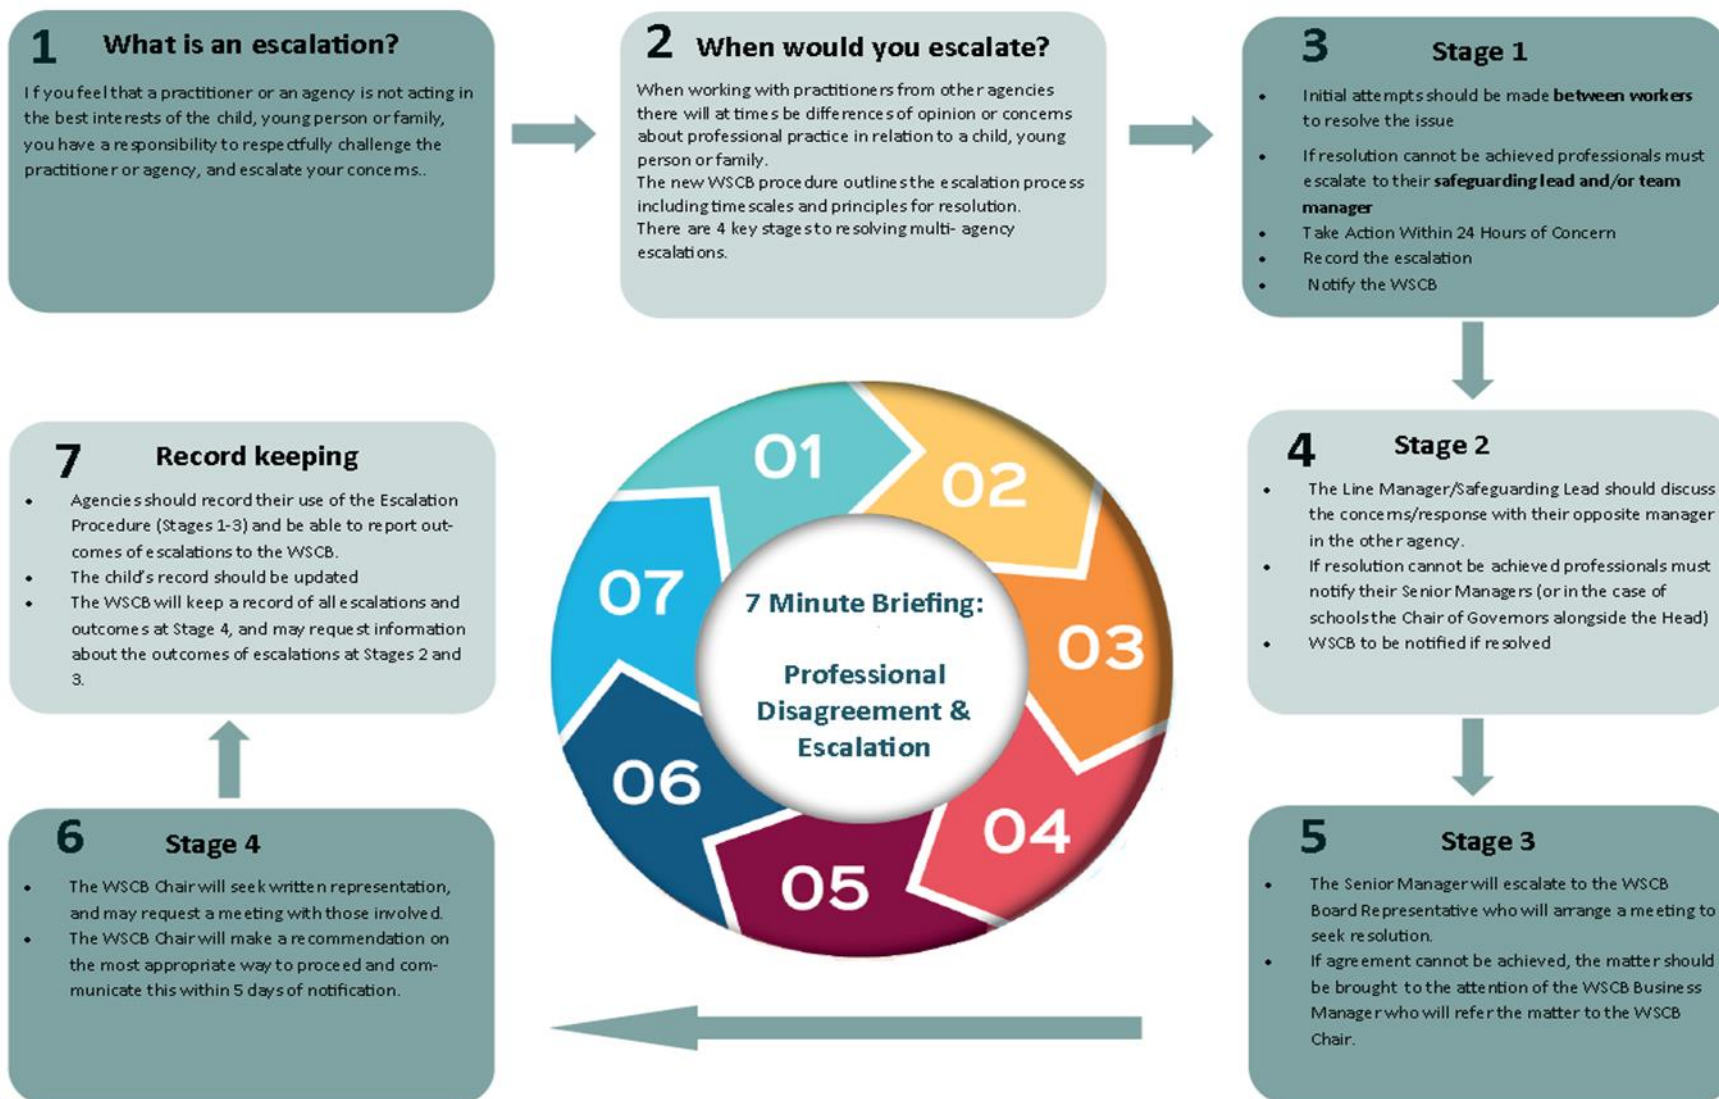 1 What is an escalation?
If you feel that a practitioner or an agency is not acting in
the best interests of the child, young person or family,
you have a responsibility to respectfully challenge the
practitioner or agency, and escalate your concerns..
2 When would you escalate?
When working with practitioners from other agencies
there will at times be differences of opinion or concerns
about professional practice in relation to a child, young
person or family.
The new WSCB procedure outlines the escalation process
including timescales and principles for resolution.
There are 4 key stages to resolving multi- agency
escalations.
3 Stage 1
• Initial attempts should be made between workers
to resolve the issue
• If resolution cannot be achieved professionals must
escalate to their safeguarding lead and/or team
manager
• Take Action Within 24 Hours of Concern
• Record the escalation
• Notify the WSCB
4 Stage 2
• The Line Manager/Safeguarding Lead should discuss
the concerns/response with their opposite manager
in the other agency.
• If resolution cannot be achieved professionals must
notify their Senior Managers (or in the case of
schools the Chair of Governors alongside the Head)
• WSCB to be notified if resolved
5 Stage 3
• The Senior Manager will escalate to the WSCB
Board Representative who will arrange a meeting to
seek resolution.
• If agreement cannot be achieved, the matter should
be brought to the attention of the WSCB Business
Manager who will refer the matter to the WSCB
Chair.
6 Stage 4
• The WSCB Chair will seek written representation,
and may request a meeting with those involved.
• The WSCB Chair will make a recommendation on
the most appropriate way to proceed and com-
municate this within 5 days of notification.
7 Record keeping
• Agencies should record their use of the Escalation
Procedure (Stages 1-3) and be able to report out-
comes of escalations to the WSCB.
• The child's record should be updated
• The WSCB will keep a record of all escalations and
outcomes at Stage 4, and may request information
about the outcomes of escalations at Stages 2 and
3.
01
02
03
04
05
06
07
7 Minute Briefing:
Professional
Disagreement &
Escalation